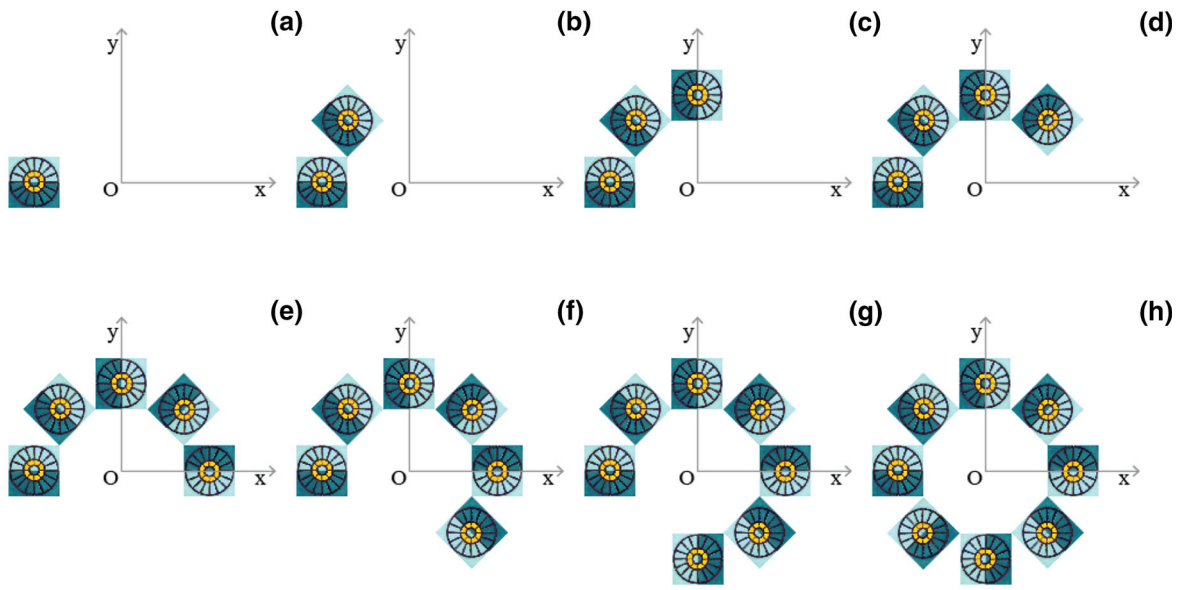 (a) (b) (c) (d)
y y y y
O x O x O x O x
(e) (f) (g) (h)
y y y y
O x O x O x O x